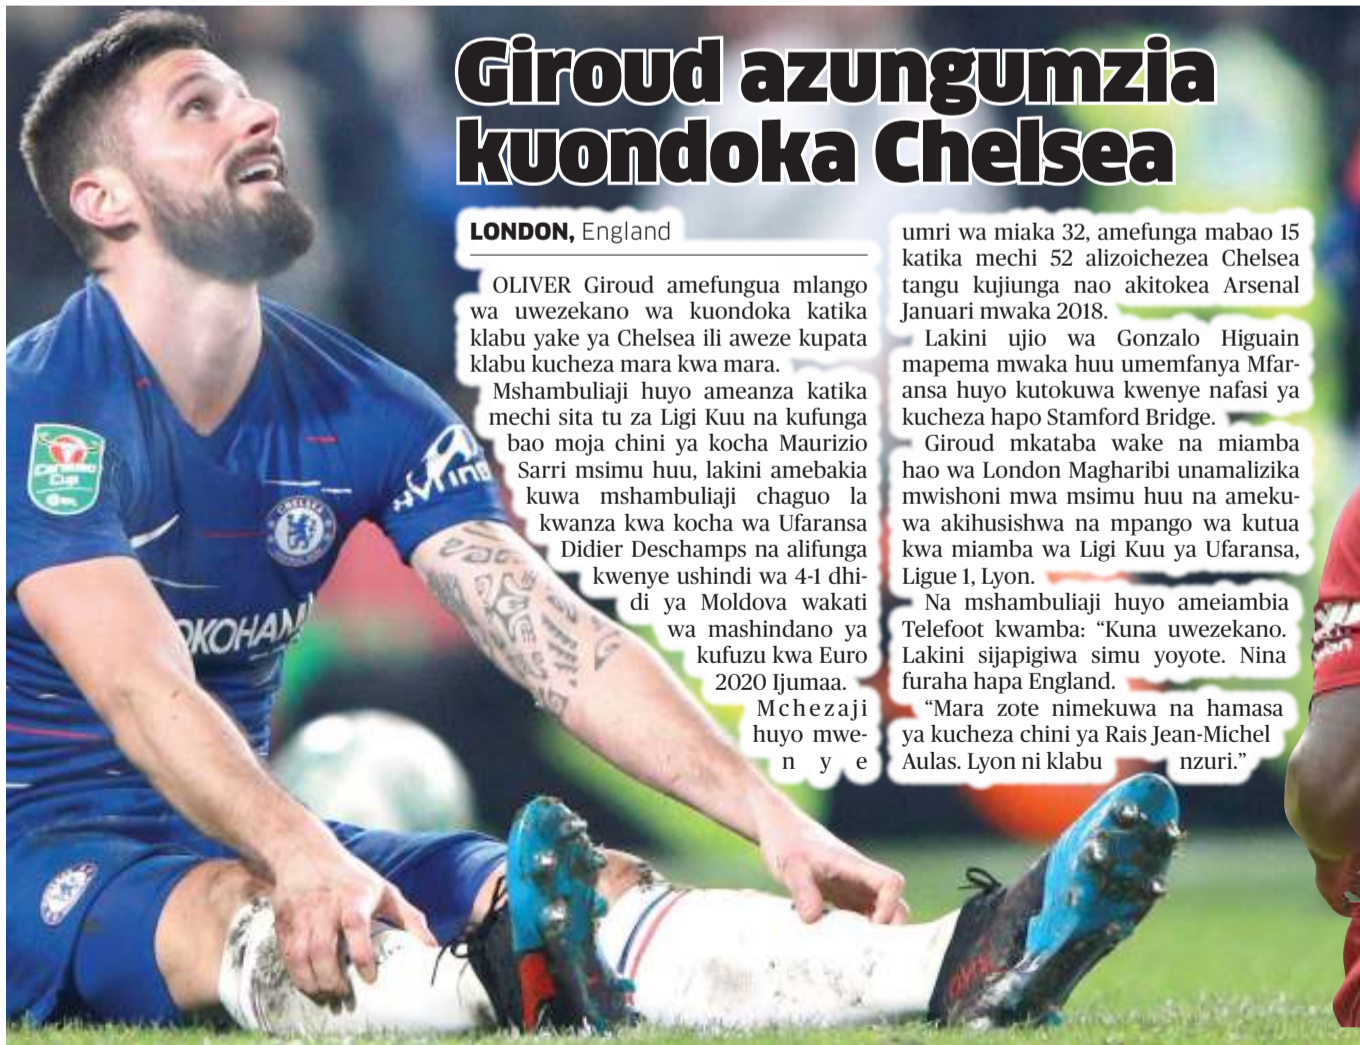 Giroud azungumzia
kuondoka Chelsea
LONDON, England
OLIVER Giroud amefungua mlango
wa uwezekano wa kuondoka katika
klabu yake ya Chelsea ili aweze kupata
klabu kucheza mara kwa mara.
Mshambuliaji huyo ameanza katika
mechi sita tu za Ligi Kuu na kufunga
bao moja chini ya kocha Maurizio
Sarri msimu huu, lakini amebakia
kuwa mshambuliaji chaguo la
kwanza kwa kocha wa Ufaransa
Didier Deschamps na alifunga
kwenye ushindi wa 4-1 dhi-
di ya Moldova wakati
wa mashindano ya
kufuzu kwa Euro
2020 Ijumaa.
Mchezaji
huyo mwe-
nye
umri wa miaka 32, amefunga mabao 15
katika mechi 52 alizoichezea Chelsea
tangu kujiunga nao akitokea Arsenal
Januari mwaka 2018.
Lakini ujio wa Gonzalo Higuain
mapema mwaka huu umemfanya Mfar-
ansa huyo kutokuwa kwenye nafasi ya
kucheza hapo Stamford Bridge.
Giroud mkataba wake na miamba
hao wa London Magharibi unamalizika
mwishoni mwa msimu huu na ameku-
wa akihusishwa na mpango wa kutua
kwa miamba wa Ligi Kuu ya Ufaransa,
Ligue 1, Lyon.
Na mshambuliaji huyo ameiambia
Telefoot kwamba: “Kuna uwezekano.
Lakini sijapigiwa simu yoyote. Nina
furaha hapa England.
“Mara zote nimekuwa na hamasa
ya kucheza chini ya Rais Jean-Michel
Aulas. Lyon ni klabu nzuri.”
Carabao
Cup
CHELSEA